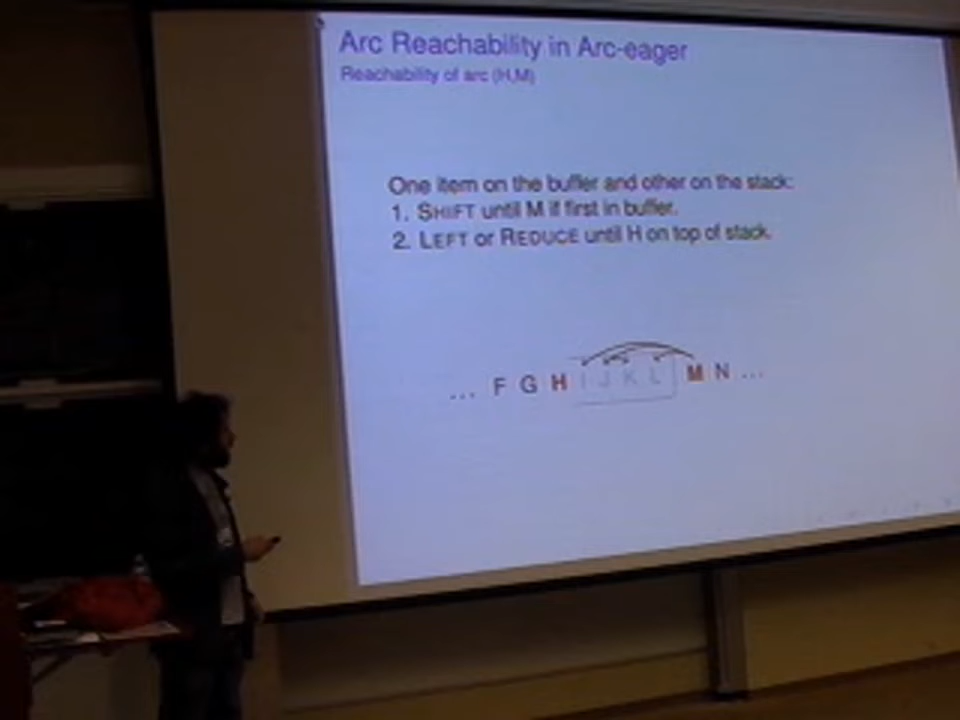 Arc Reachability in Arc-eager
Reachability of arc (H,M)
One item on the buffer and other on the stack:
1. SHIFT until M if first in buffer.
2. LEFT or REDUCE until H on top of stack.
... F G H I J K L M N ...